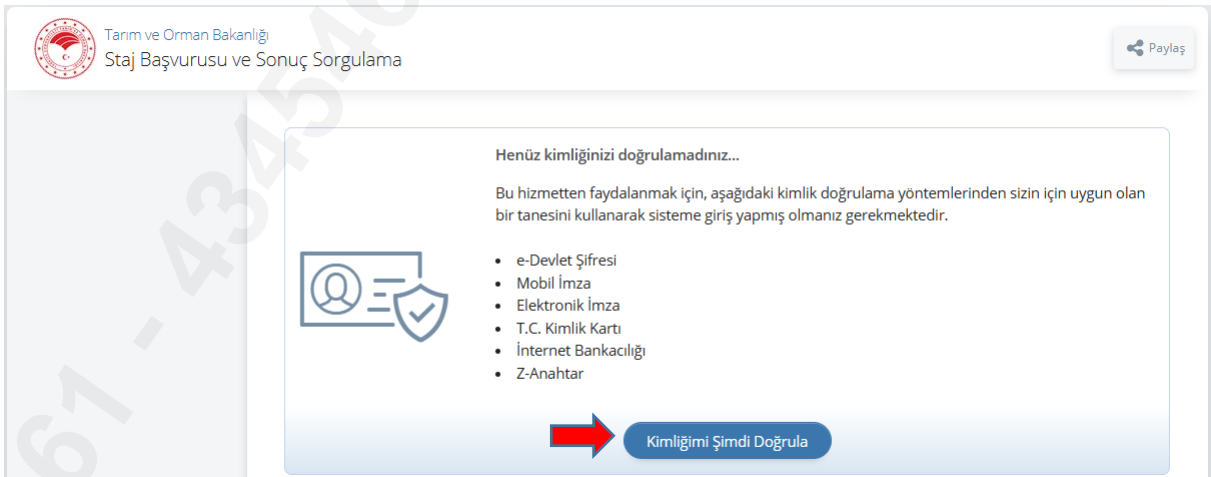 Tarım ve Orman Bakanlığı
Staj Başvurusu ve Sonuç Sorgulama
Paylaş
Henüz kimliğinizi doğrulamadınız...
Bu hizmetten faydalanmak için, aşağıdaki kimlik doğrulama yöntemlerinden sizin için uygun olan
bir tanesini kullanarak sisteme giriş yapmış olmanız gerekmektedir.
• e-Devlet Şifresi
• Mobil İmza
• Elektronik İmza
• T.C. Kimlik Kartı
• İnternet Bankacılığı
• Z-Anahtar
Kimliğimi Şimdi Doğrula